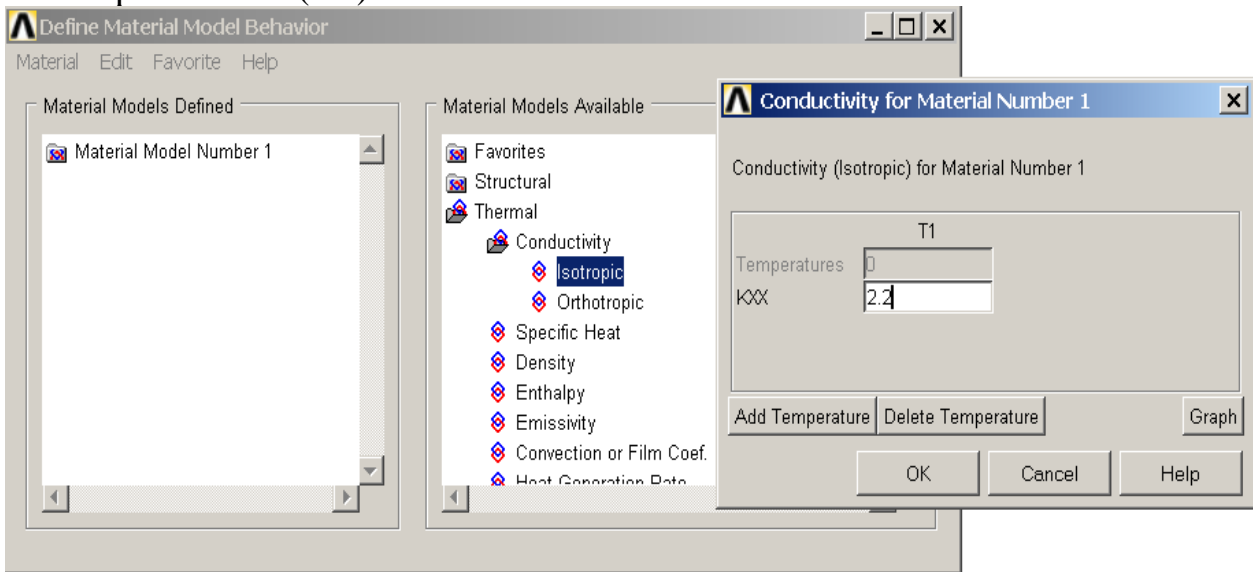 Define Material Model Behavior
Material Edit Favorite Help
Material Models Defined
Material Model Number 1
Material Models Available
Favorites
Structural
Thermal
Conductivity
Isotropic
Orthotropic
Specific Heat
Density
Enthalpy
Emissivity
Convection or Film Coef.
Heat Generation Rate
Conductivity for Material Number 1
Conductivity (Isotropic) for Material Number 1
T1
Temperatures 0
KXX 2.2
Add Temperature Delete Temperature Graph
OK Cancel Help